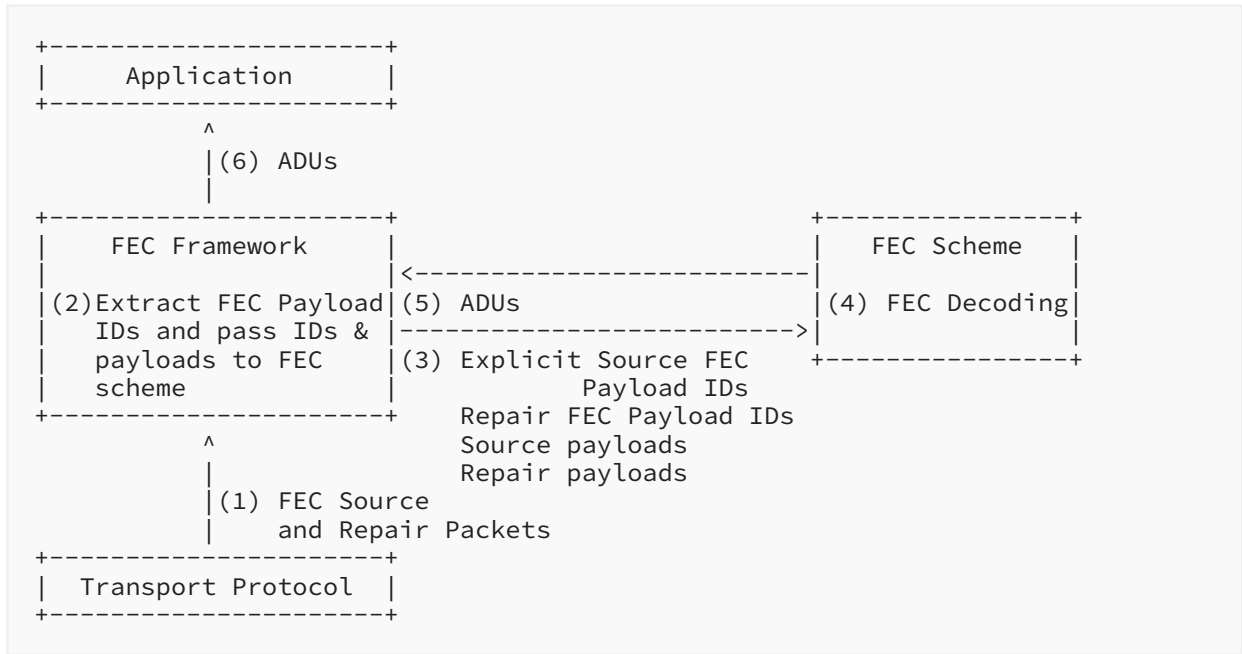 +----------------------+
|     Application      |
+----------------------+
           ^
           |(6) ADUs
           |
+----------------------+                           +----------------+
|    FEC Framework     |                           |   FEC Scheme   |
|                      |<--------------------------|                |
|(2)Extract FEC Payload|(5) ADUs                   |(4) FEC Decoding|
|   IDs and pass IDs & |-------------------------->|                |
|   payloads to FEC    |(3) Explicit Source FEC    +----------------+
|   scheme             |            Payload IDs
+----------------------+    Repair FEC Payload IDs
           ^                Source payloads
           |                Repair payloads
           |(1) FEC Source
           |    and Repair Packets
+----------------------+
|  Transport Protocol  |
+----------------------+